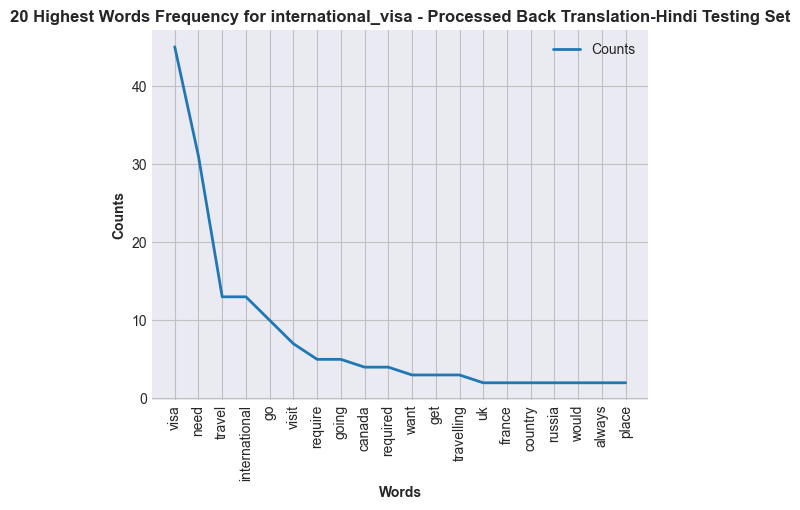 20 Highest Words Frequency for international_visa - Processed Back Translation-Hindi Testing Set
Counts
Counts
40
30
20
10
0
visa
need
travel
international
go
visit
require
going
canada
required
want
get
travelling
uk
france
country
russia
would
always
place
Words